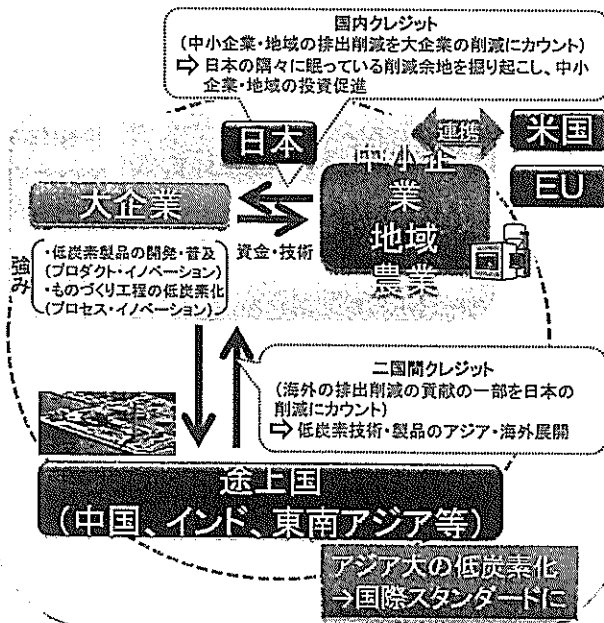 国内クレジット
(中小企業・地域の排出削減を大企業の削減にカウント)
⇨ 日本の隅々に眠っている削減余地を掘り起こし、中小
企業・地域の投資促進
日本
連携
米国
EU
大企業
中小企
業
地域
農業
資金・技術
強み
・低炭素製品の開発・普及
(プロダクト・イノベーション)
・ものづくり工程の低炭素化
(プロセス・イノベーション)
二国間クレジット
(海外の排出削減の貢献の一部を日本の
削減にカウント)
⇨ 低炭素技術・製品のアジア・海外展開
途上国
(中国、インド、東南アジア等)
アジア大の低炭素化
→国際スタンダードに